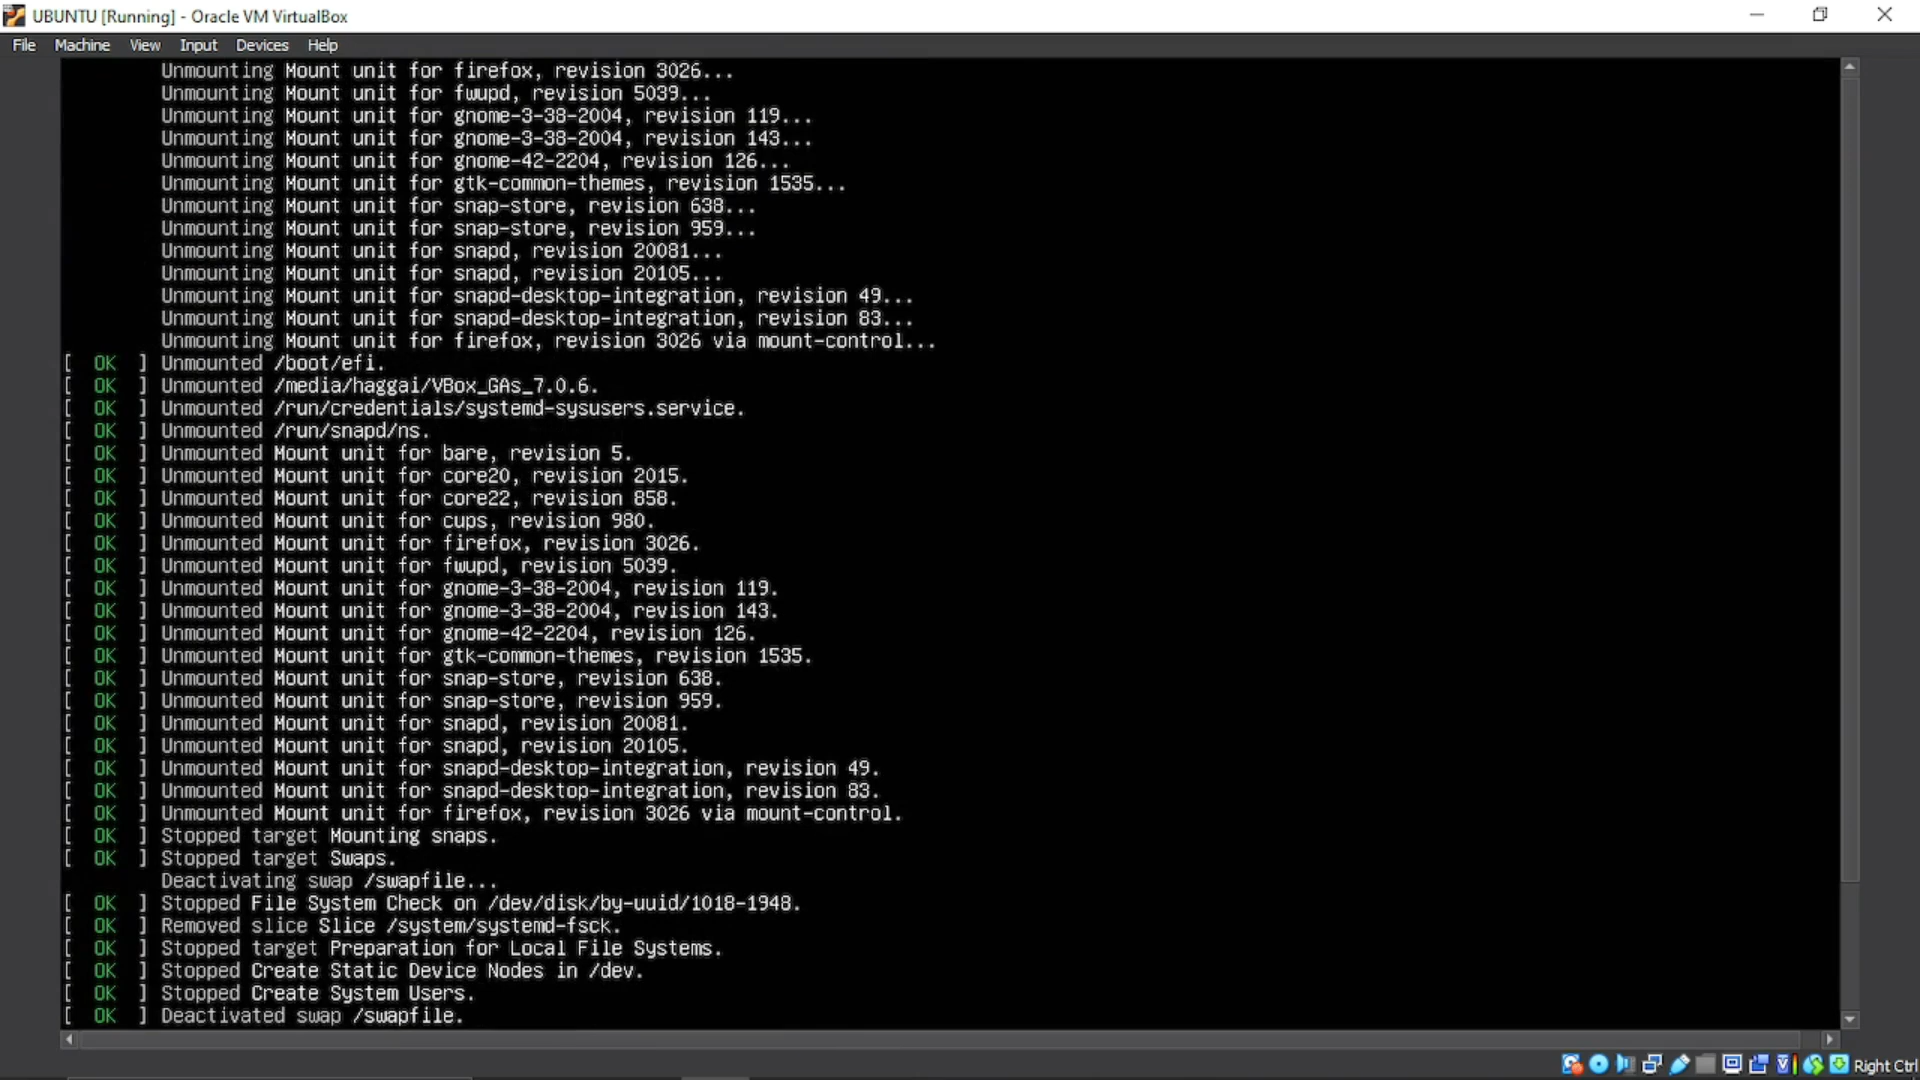 UBUNTU [Running] - Oracle VM VirtualBox
File Machine View Input Devices Help
Unmounting Mount unit for firefox, revision 3026...
Unmounting Mount unit for fwupd, revision 5039...
Unmounting Mount unit for gnome-3-38-2004, revision 119...
Unmounting Mount unit for gnome-3-38-2004, revision 143...
Unmounting Mount unit for gnome-42-2204, revision 126...
Unmounting Mount unit for gtk-common-themes, revision 1535...
Unmounting Mount unit for snap-store, revision 638...
Unmounting Mount unit for snap-store, revision 959...
Unmounting Mount unit for snapd, revision 20081...
Unmounting Mount unit for snapd, revision 20105...
Unmounting Mount unit for snapd-desktop-integration, revision 49...
Unmounting Mount unit for snapd-desktop-integration, revision 83...
Unmounting Mount unit for firefox, revision 3026 via mount-control...
[  OK  ] Unmounted /boot/efi.
[  OK  ] Unmounted /media/haggai/VBox_GAs_7.0.6.
[  OK  ] Unmounted /run/credentials/systemd-sysusers.service.
[  OK  ] Unmounted /run/snapd/ns.
[  OK  ] Unmounted Mount unit for bare, revision 5.
[  OK  ] Unmounted Mount unit for core20, revision 2015.
[  OK  ] Unmounted Mount unit for core22, revision 858.
[  OK  ] Unmounted Mount unit for cups, revision 980.
[  OK  ] Unmounted Mount unit for firefox, revision 3026.
[  OK  ] Unmounted Mount unit for fwupd, revision 5039.
[  OK  ] Unmounted Mount unit for gnome-3-38-2004, revision 119.
[  OK  ] Unmounted Mount unit for gnome-3-38-2004, revision 143.
[  OK  ] Unmounted Mount unit for gnome-42-2204, revision 126.
[  OK  ] Unmounted Mount unit for gtk-common-themes, revision 1535.
[  OK  ] Unmounted Mount unit for snap-store, revision 638.
[  OK  ] Unmounted Mount unit for snap-store, revision 959.
[  OK  ] Unmounted Mount unit for snapd, revision 20081.
[  OK  ] Unmounted Mount unit for snapd, revision 20105.
[  OK  ] Unmounted Mount unit for snapd-desktop-integration, revision 49.
[  OK  ] Unmounted Mount unit for snapd-desktop-integration, revision 83.
[  OK  ] Unmounted Mount unit for firefox, revision 3026 via mount-control.
[  OK  ] Stopped target Mounting snaps.
[  OK  ] Stopped target Swaps.
Deactivating swap /swapfile...
[  OK  ] Stopped File System Check on /dev/disk/by-uuid/1018-1948.
[  OK  ] Removed slice Slice /system/systemd-fsck.
[  OK  ] Stopped target Preparation for Local File Systems.
[  OK  ] Stopped Create Static Device Nodes in /dev.
[  OK  ] Stopped Create System Users.
[  OK  ] Deactivated swap /swapfile.
Right Ctrl